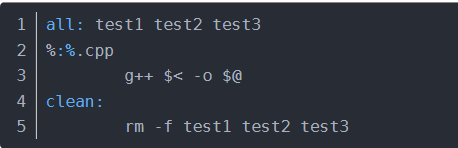 1 all: test1 test2 test3
2 %:%.cpp
3         g++ $< -o $@
4 clean:
5         rm -f test1 test2 test3